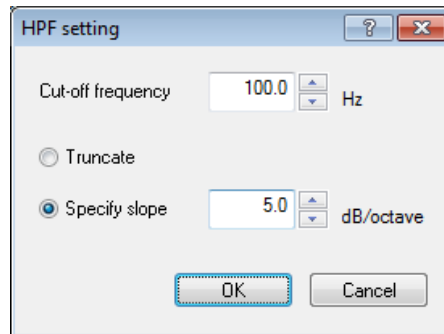 HPF setting
Cut-off frequency 100.0 Hz
Truncate
Specify slope 5.0 dB/octave
OK Cancel